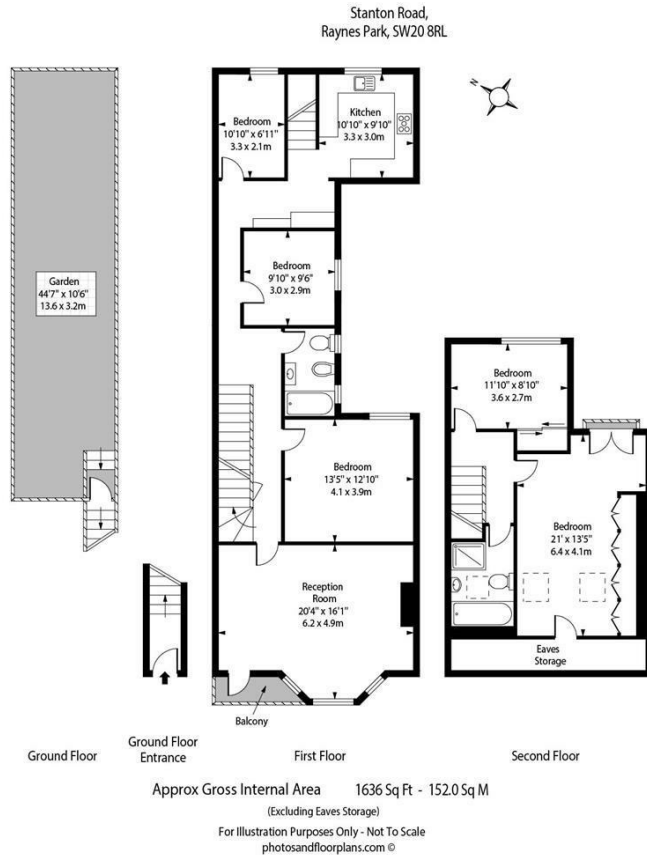 Stanton Road,
Raynes Park, SW20 8RL
N
Bedroom
10'10" x 6'11"
3.3 x 2.1m
Kitchen
10'10" x 9'10"
3.3 x 3.0m
Garden
44'7" x 10'6"
13.6 x 3.2m
Bedroom
9'10" x 9'6"
3.0 x 2.9m
Bedroom
11'10" x 8'10"
3.6 x 2.7m
Bedroom
13'5" x 12'10"
4.1 x 3.9m
Bedroom
21' x 13'5"
6.4 x 4.1m
Reception
Room
20'4" x 16'1"
6.2 x 4.9m
Eaves
Storage
Balcony
Ground Floor
Ground Floor
Entrance
First Floor
Second Floor
Approx Gross Internal Area 1636 Sq Ft - 152.0 Sq M
(Excluding Eaves Storage)
For Illustration Purposes Only - Not To Scale
photosandfloorplans.com ©